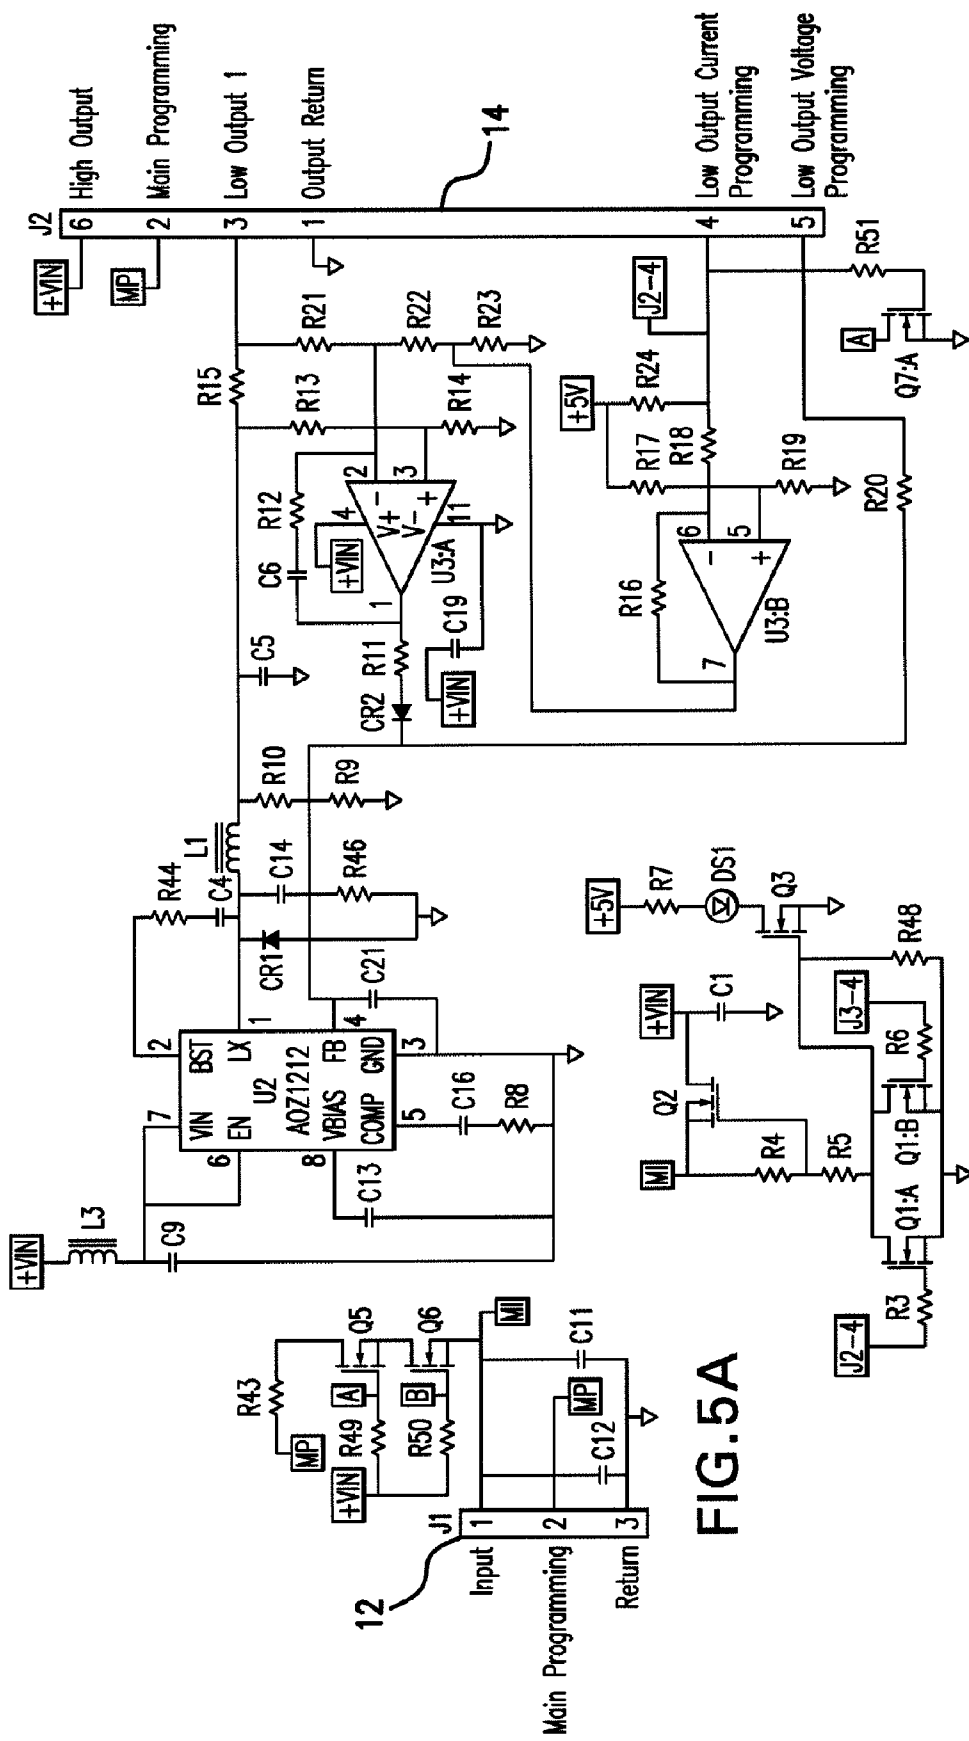 +VIN
L3
C9
7
6
8
VIN
EN
VBIAS
COMP
BST
LX
FB
GND
U2
AOZ1212
2
1
4
3
5
C13
C16
R8
C21
R44
C4
CR1
C14
R46
L1
R10
R9
C5
CR2
R11
+VIN
C19
1
C6
R12
+VIN
4
V+
V-
11
2
3
-
+
U3:A
R13
R14
R15
R21
R22
R23
+VIN
MP
J2
6
2
3
1
4
5
High Output
Main Programming
Low Output 1
Output Return
Low Output Current
Programming
Low Output Voltage
Programming
14
J2-4
+5V
R24
R17
R18
R19
R16
6
5
-
+
7
U3:B
R20
A
Q7:A
R51
12
J1
Input
1
Main Programming
2
Return
3
+VIN
MP
R43
R49
R50
A
B
Q5
Q6
MI
MP
C12
C11
J2-4
R3
Q1:A
Q1:B
R6
J3-4
R48
MI
R4
R5
Q2
+VIN
C1
+5V
R7
DS1
Q3
FIG.5A